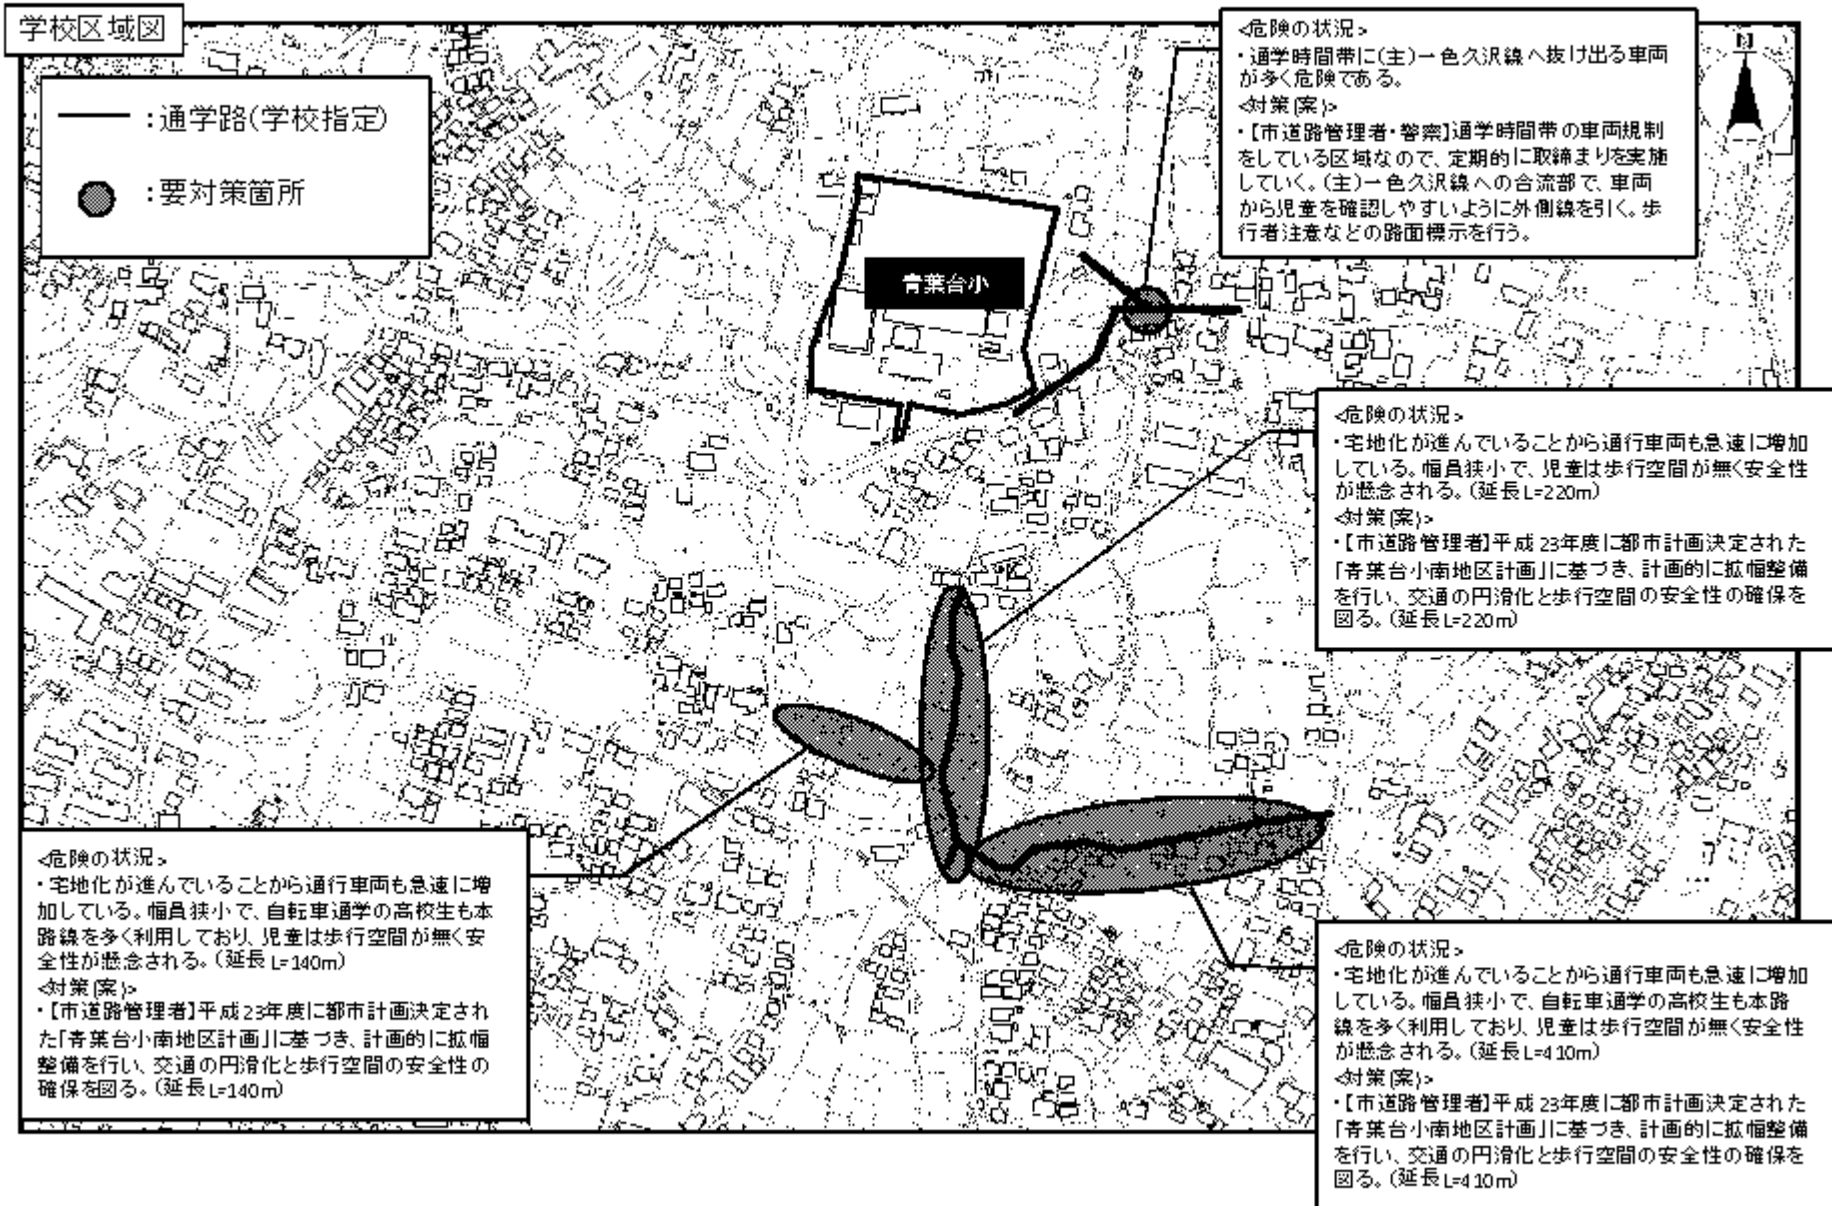 学校区域図
:通学路(学校指定)
:要対策箇所
<危険の状況>
・通学時間帯に(主)一色久沢線へ抜け出る車両
が多く危険である。
<対策(案)>
・【市道路管理者・警察】通学時間帯の車両規制
をしている区域なので、定期的に取締まりを実施
していく。(主)一色久沢線への合流部で、車両
から児童を確認しやすいように外側線を引く。歩
行者注意などの路面標示を行う。
N
青葉台小
<危険の状況>
・宅地化が進んでいることから通行車両も急速に増加
している。幅員狭小で、児童は歩行空間が無く安全性
が懸念される。(延長L=220m)
<対策(案)>
・【市道路管理者】平成23年度に都市計画決定された
「青葉台小南地区計画」に基づき、計画的に拡幅整備
を行い、交通の円滑化と歩行空間の安全性の確保を
図る。(延長L=220m)
<危険の状況>
・宅地化が進んでいることから通行車両も急速に増
加している。幅員狭小で、自転車通学の高校生も本
路線を多く利用しており、児童は歩行空間が無く安
全性が懸念される。(延長L=140m)
<対策(案)>
・【市道路管理者】平成23年度に都市計画決定され
た「青葉台小南地区計画」に基づき、計画的に拡幅
整備を行い、交通の円滑化と歩行空間の安全性の
確保を図る。(延長L=140m)
<危険の状況>
・宅地化が進んでいることから通行車両も急速に増加
している。幅員狭小で、自転車通学の高校生も本路
線を多く利用しており、児童は歩行空間が無く安全性
が懸念される。(延長L=410m)
<対策(案)>
・【市道路管理者】平成23年度に都市計画決定された
「青葉台小南地区計画」に基づき、計画的に拡幅整備
を行い、交通の円滑化と歩行空間の安全性の確保を
図る。(延長L=410m)